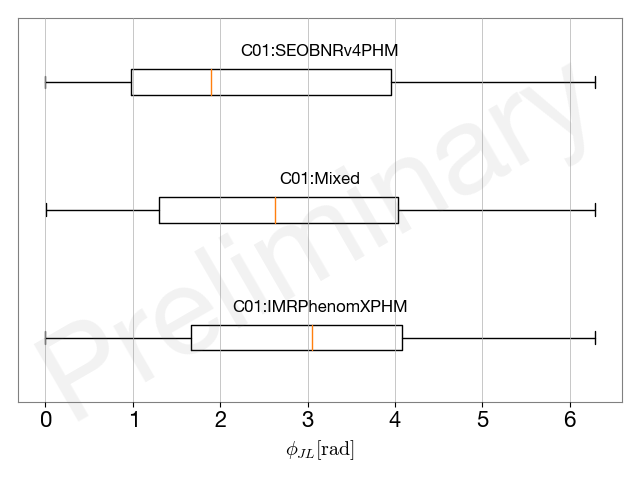 C01:SEOBNRv4PHM
C01:Mixed
C01:IMRPhenomXPHM
Preliminary
0 1 2 3 4 5 6
ϕ_JL[rad]